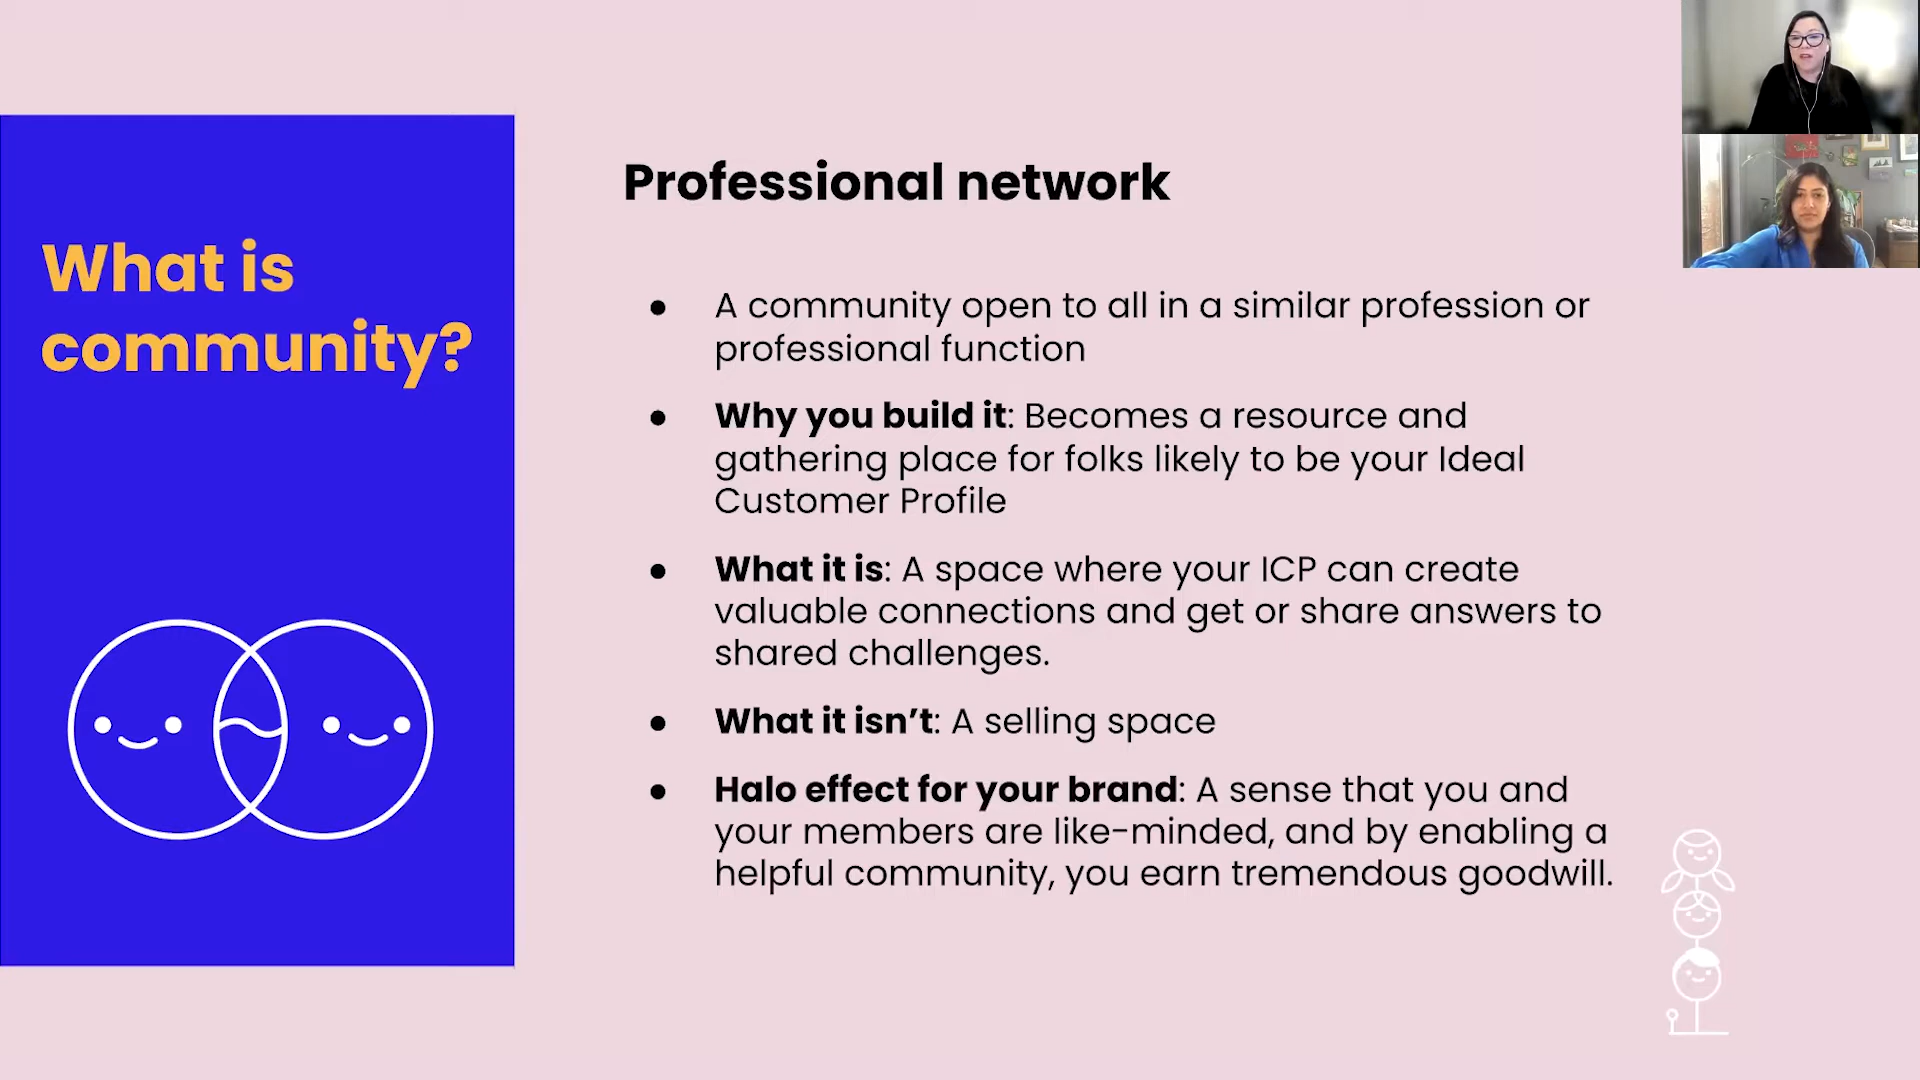 What is
community?
Professional network
● A community open to all in a similar profession or
professional function
● Why you build it: Becomes a resource and
gathering place for folks likely to be your Ideal
Customer Profile
● What it is: A space where your ICP can create
valuable connections and get or share answers to
shared challenges.
● What it isn’t: A selling space
● Halo effect for your brand: A sense that you and
your members are like-minded, and by enabling a
helpful community, you earn tremendous goodwill.